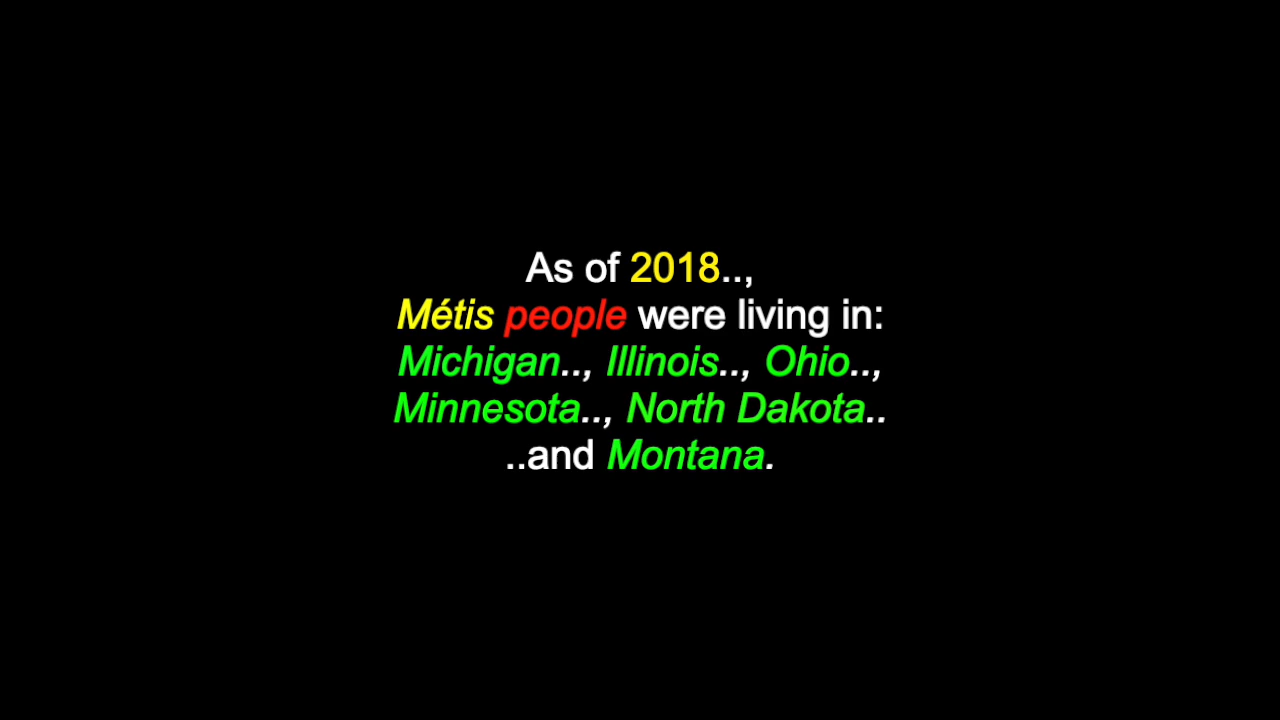 As of 2018..,
Métis people were living in:
Michigan.., Illinois.., Ohio..,
Minnesota.., North Dakota..
..and Montana.